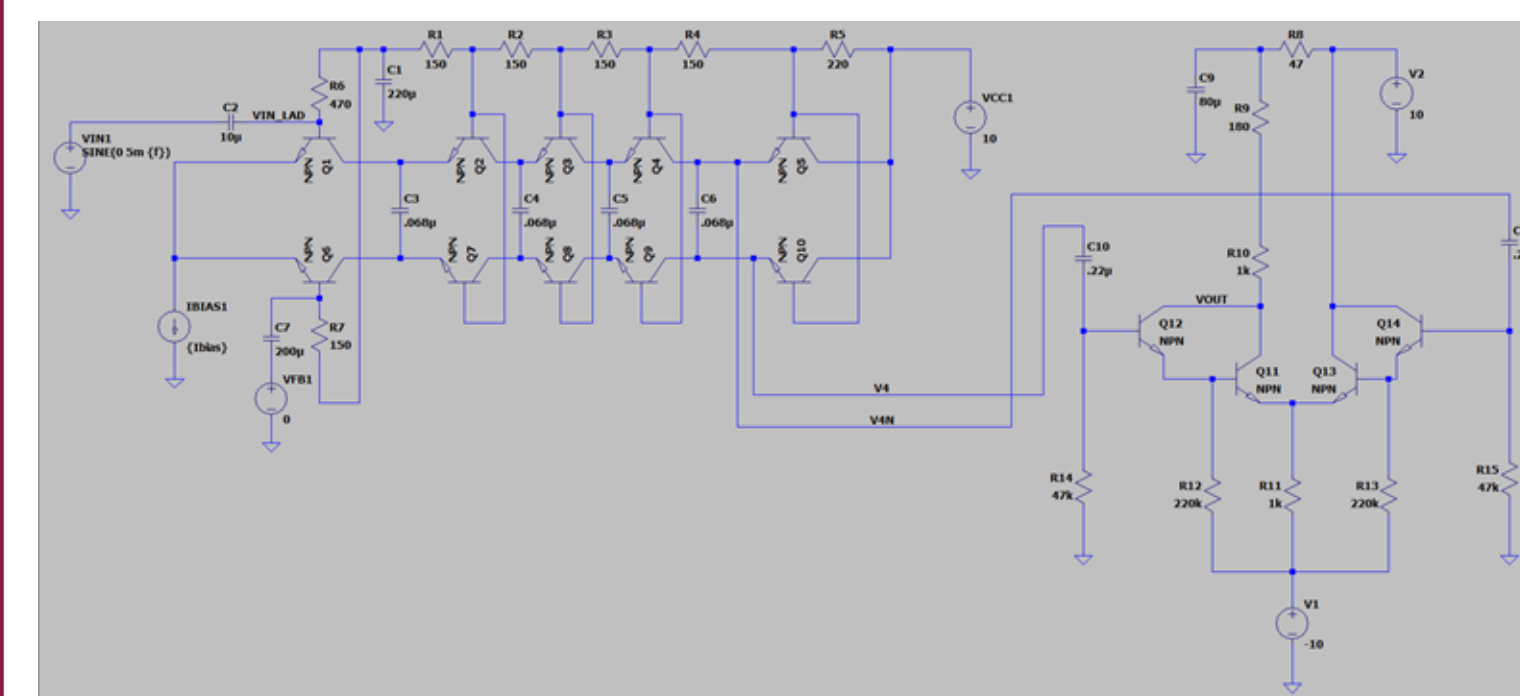 R1
150
R2
150
R3
150
R4
150
R5
220
R8
47
R6
470
C1
220µ
C9
80µ
V2
10
C2
10µ
VIN_LAD
VCC1
10
R9
180
VIN1
SINE(0 5m {f})
NPN
Q1
NPN
Q2
NPN
Q3
NPN
Q4
NPN
Q5
C3
.068µ
C4
.068µ
C5
.068µ
C6
.068µ
NPN
Q6
NPN
Q7
NPN
Q8
NPN
Q9
NPN
Q10
C10
.22µ
R10
1k
IBIAS1
{Ibias}
C7
200µ
R7
150
VOUT
Q12
NPN
Q14
NPN
VFB1
0
Q11
NPN
Q13
NPN
V4
V4N
R14
47k
R12
220k
R11
1k
R13
220k
R15
47k
V1
-10